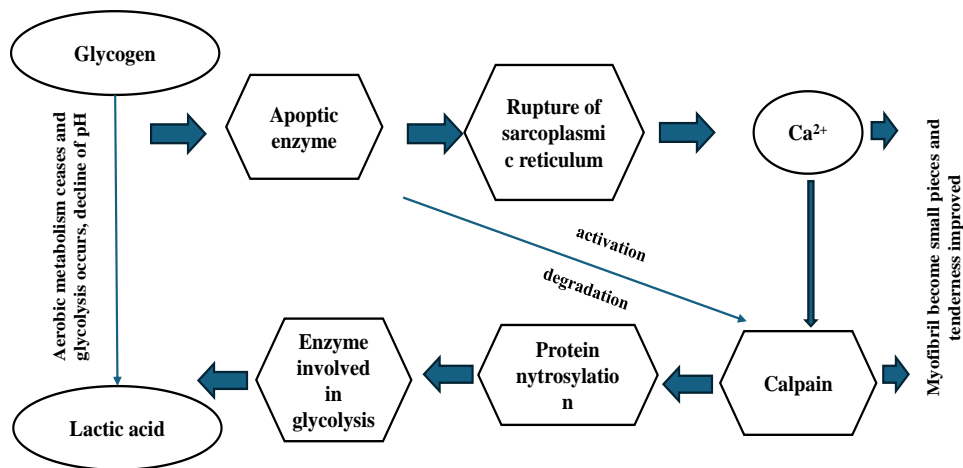 Glycogen
Aerobic metabolism ceases and
glycolysis occurs, decline of pH
Apoptic
enzyme
Rupture of
sarcoplasmi
c reticulum
Ca²⁺
Myofibril become small pieces and
tenderness improved
activation
degradation
Enzyme
involved
in
glycolysis
Protein
nytrosylatio
n
Calpain
Lactic acid